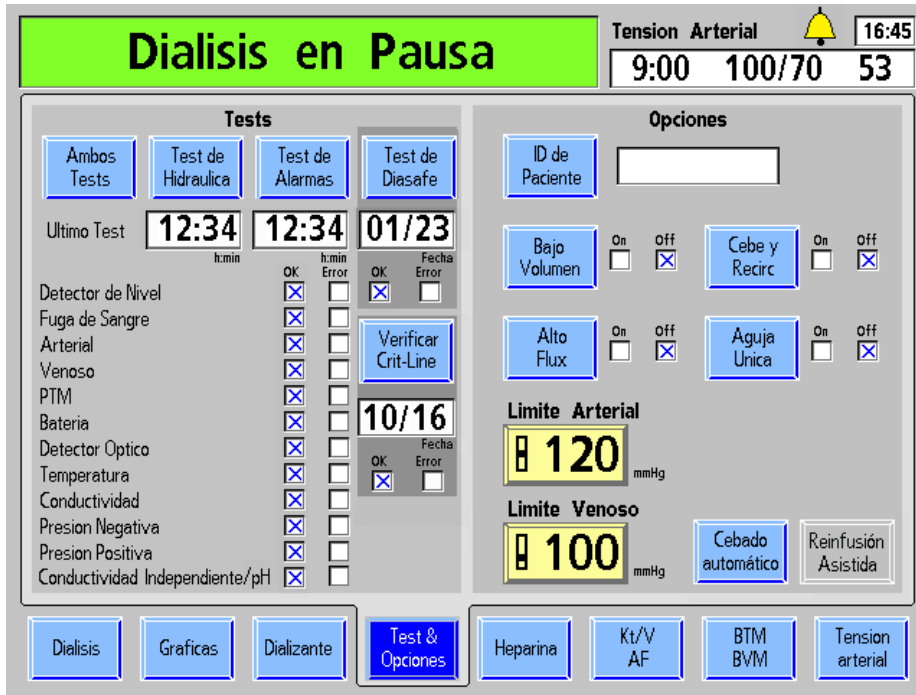 Dialisis en Pausa
Tension Arterial
16:45
9:00 100/70 53
Tests
Ambos
Tests
Test de
Hidraulica
Test de
Alarmas
Test de
Diasafe
Ultimo Test 12:34 12:34 01/23
h:min h:min Fecha
OK Error OK Error
Detector de Nivel
Fuga de Sangre
Arterial
Venoso
PTM
Bateria
Detector Optico
Temperatura
Conductividad
Presion Negativa
Presion Positiva
Conductividad Independiente/pH
Verificar
Crit-Line
10/16
Fecha
OK Error
Opciones
ID de
Paciente
Bajo
Volumen
On Off
Cebe y
Recirc
On Off
Alto
Flux
On Off
Aguja
Unica
On Off
Limite Arterial
120 mmHg
Limite Venoso
100 mmHg
Cebado
automático
Reinfusión
Asistida
Dialisis
Graficas
Dializante
Test &
Opciones
Heparina
Kt/V
AF
BTM
BVM
Tension
arterial